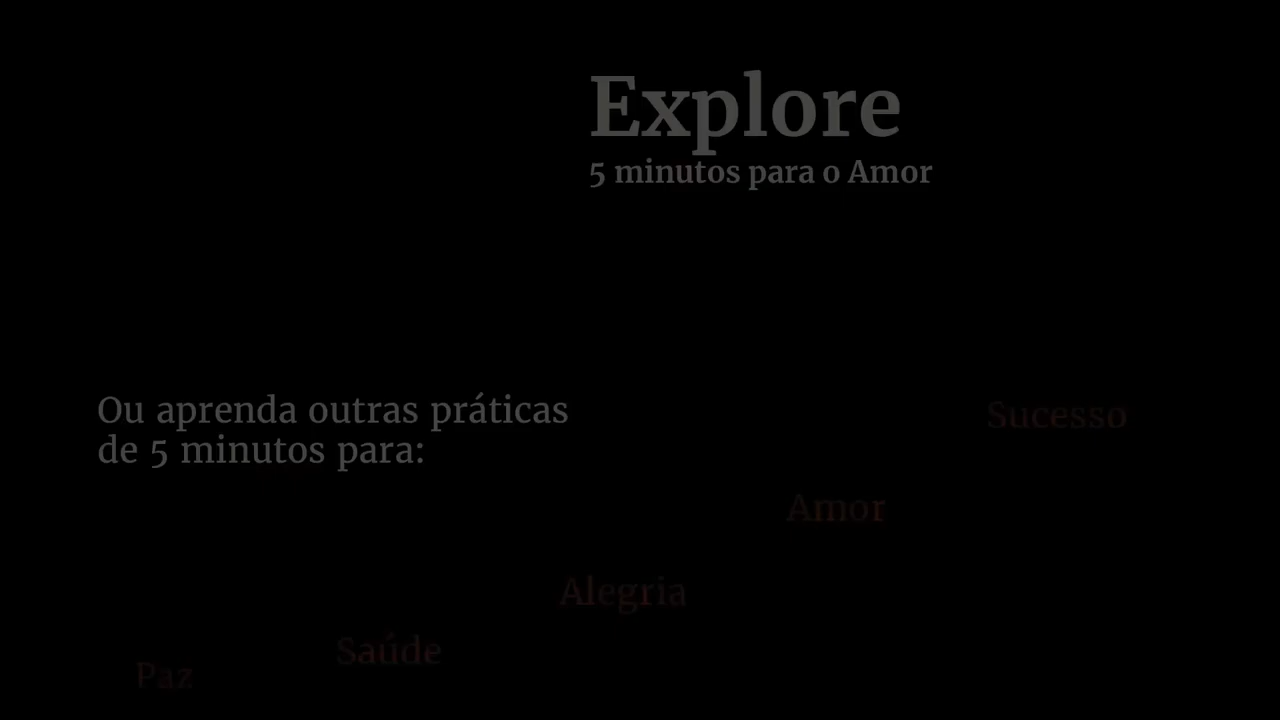 Explore
5 minutos para o Amor
Ou aprenda outras práticas
de 5 minutos para:
Sucesso
Amor
Alegria
Saúde
Paz